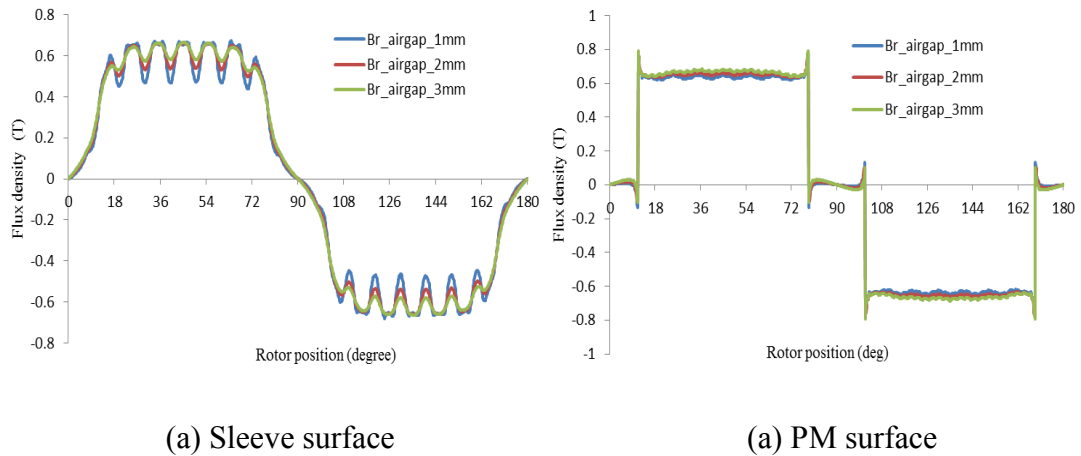 0.8
0.6
0.4
0.2
0
-0.2
-0.4
-0.6
-0.8
Flux density (T)
0 18 36 54 72 90 108 126 144 162 180
Rotor position (degree)
Br_airgap_1mm
Br_airgap_2mm
Br_airgap_3mm
1
0.8
0.6
0.4
0.2
0
-0.2
-0.4
-0.6
-0.8
-1
Flux density (T)
0 18 36 54 72 90 108 126 144 162 180
Rotor position (deg)
Br_airgap_1mm
Br_airgap_2mm
Br_airgap_3mm
(a) Sleeve surface
(a) PM surface